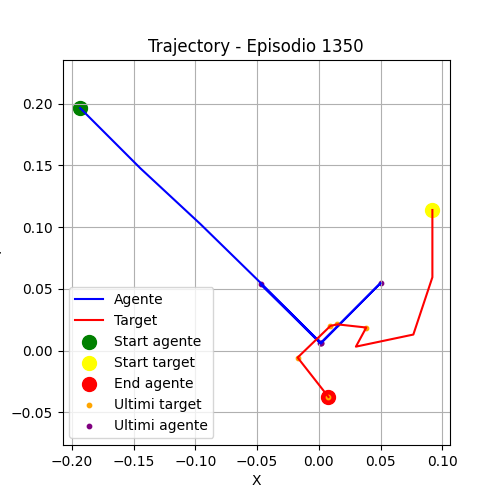 Trajectory - Episodio 1350
0.20
0.15
0.10
0.05
0.00
−0.05
−0.20
−0.15
−0.10
−0.05
0.00
0.05
0.10
X
Agente
Target
Start agente
Start target
End agente
Ultimi target
Ultimi agente